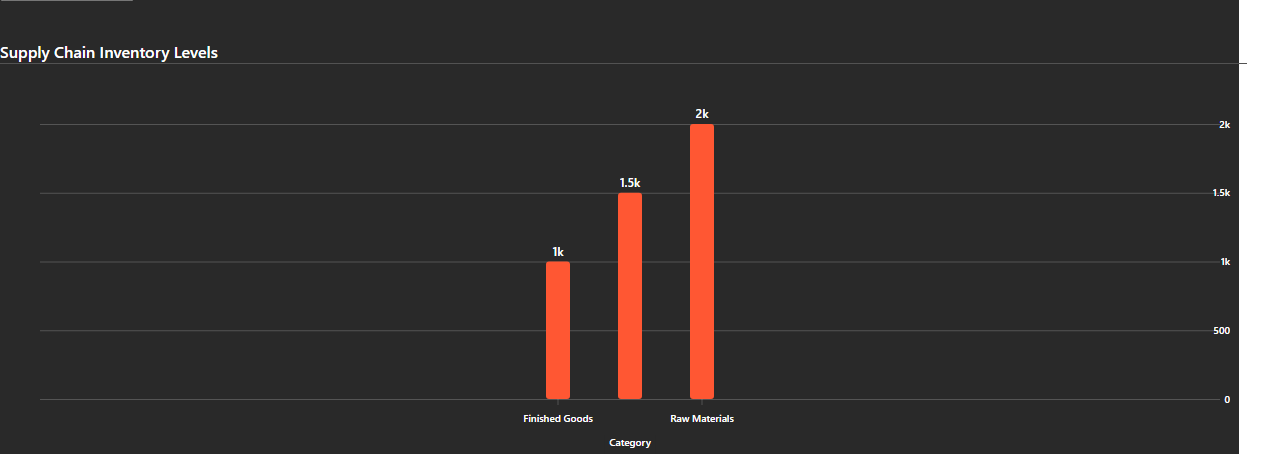 Supply Chain Inventory Levels
2k
2k
1.5k
1.5k
1k
1k
500
0
Finished Goods
Raw Materials
Category